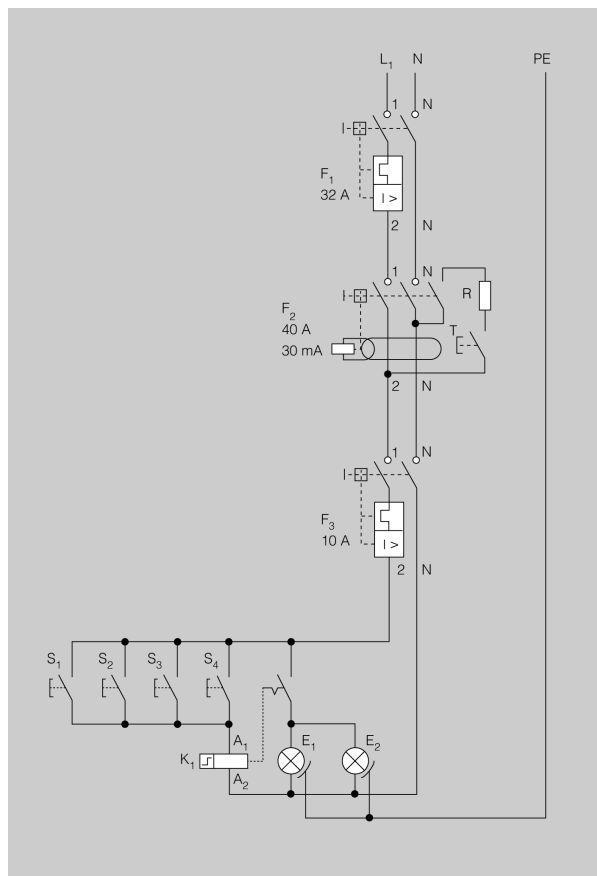 L1 N PE
1 N
F1
32 A
I >
2 N
1 N
R
F2
40 A
T
30 mA
2 N
1 N
F3
10 A
I >
2 N
S1 S2 S3 S4
A1 E1 E2
K1
A2